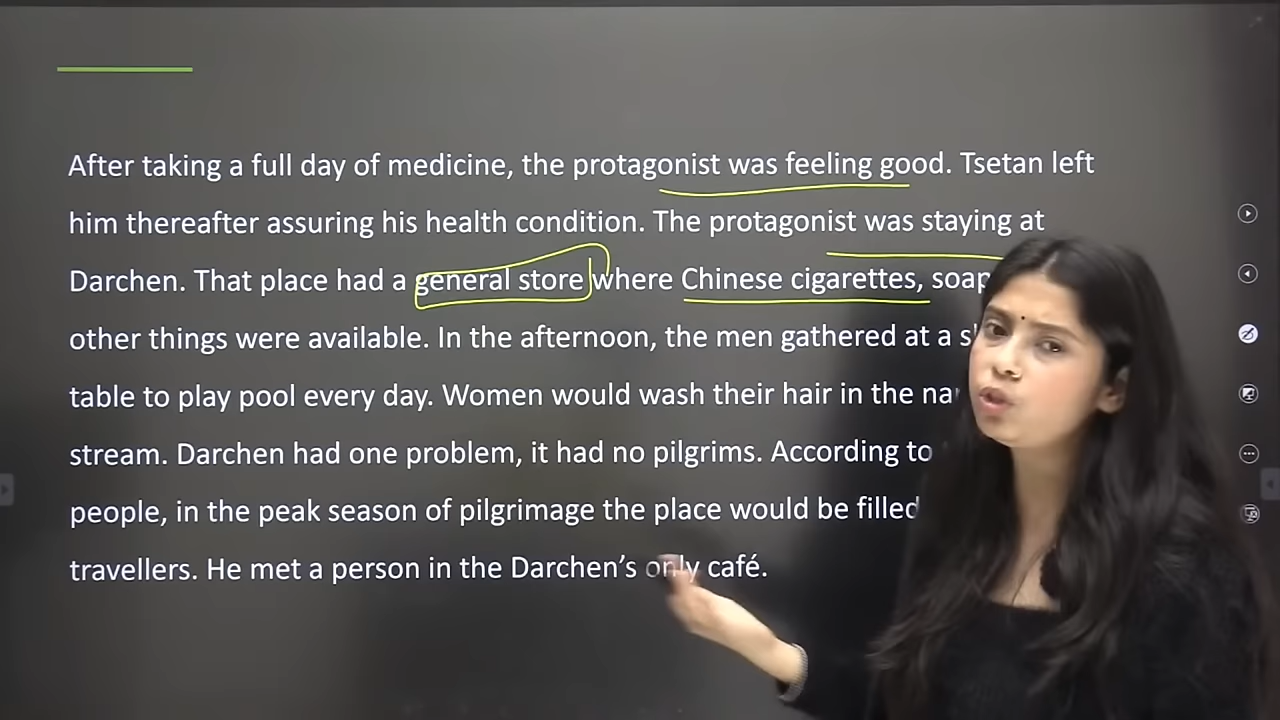 After taking a full day of medicine, the protagonist was feeling good. Tsetan left
him thereafter assuring his health condition. The protagonist was staying at
Darchen. That place had a general store where Chinese cigarettes, soap
other things were available. In the afternoon, the men gathered at a
table to play pool every day. Women would wash their hair in the
stream. Darchen had one problem, it had no pilgrims. According to
people, in the peak season of pilgrimage the place would be filled
travellers. He met a person in the Darchen’s only café.